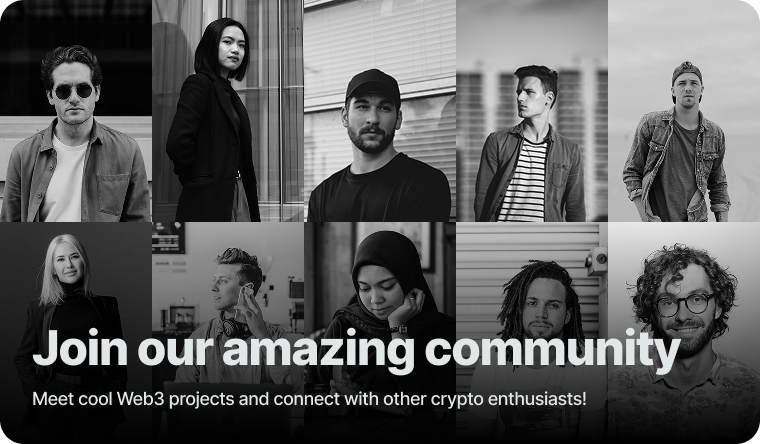 Join our amazing community
Meet cool Web3 projects and connect with other crypto enthusiasts!